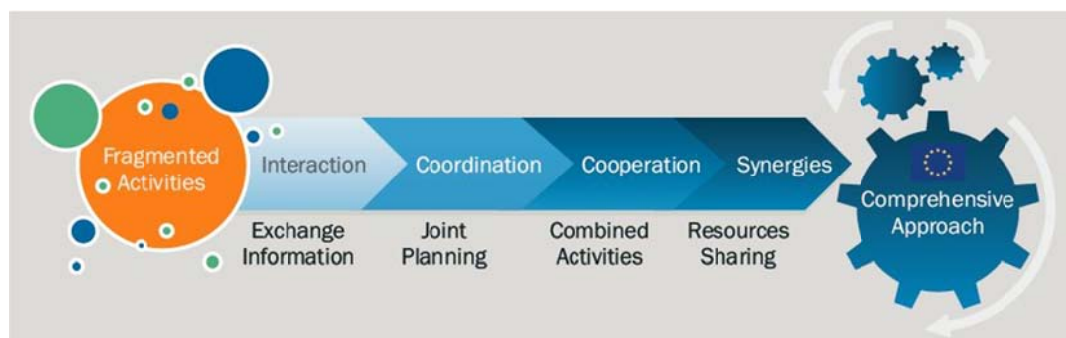 Fragmented
Activities
Interaction
Coordination
Cooperation
Synergies
Comprehensive
Approach
Exchange
Information
Joint
Planning
Combined
Activities
Resources
Sharing